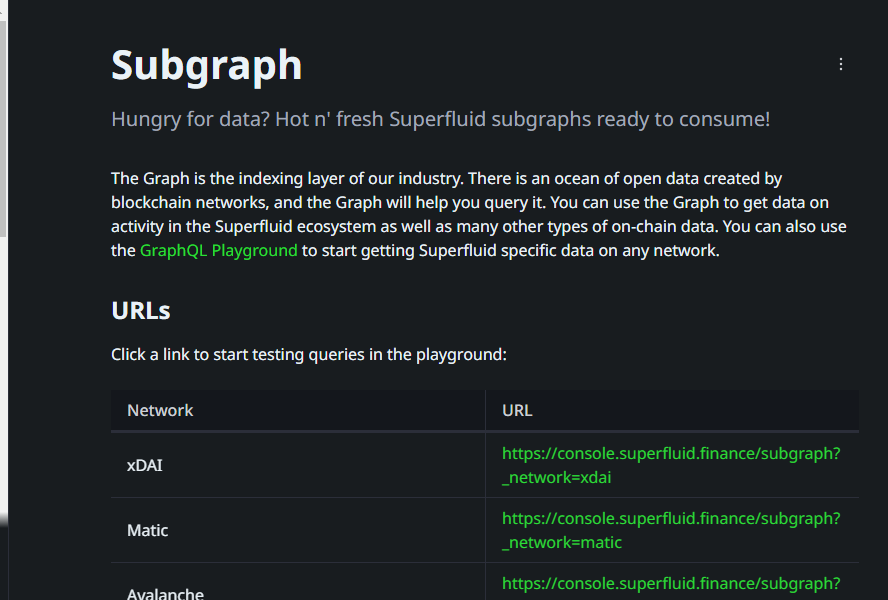 Subgraph
Hungry for data? Hot n' fresh Superfluid subgraphs ready to consume!
The Graph is the indexing layer of our industry. There is an ocean of open data created by
blockchain networks, and the Graph will help you query it. You can use the Graph to get data on
activity in the Superfluid ecosystem as well as many other types of on-chain data. You can also use
the GraphQL Playground to start getting Superfluid specific data on any network.
URLs
Click a link to start testing queries in the playground:
Network URL
xDAI https://console.superfluid.finance/subgraph?
_network=xdai
Matic https://console.superfluid.finance/subgraph?
_network=matic
Avalanche https://console.superfluid.finance/subgraph?